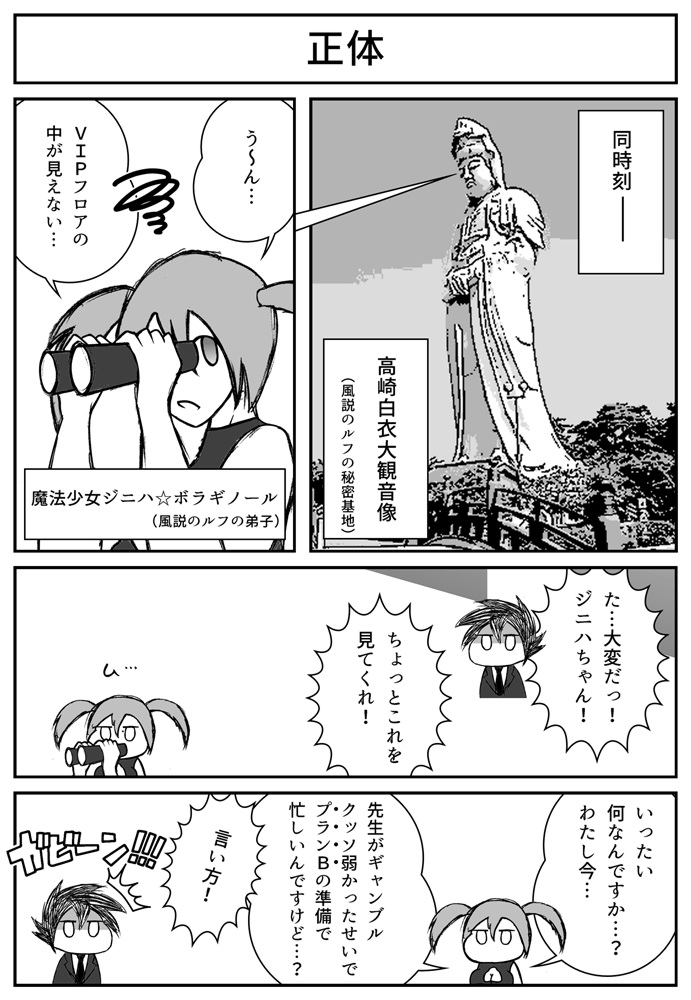 正体
同時刻――
高崎白衣大観音像
（風説のルフの秘密基地）
う～ん…
ＶＩＰフロアの
中が見えない…
魔法少女ジニハ☆ボラギノール
（風説のルフの弟子）
た…大変だっ！
ジニハちゃん！
ちょっとこれを
見てくれ！
む…
いったい
何なんですか…？
わたし今…
先生がギャンブル
クッソ弱かったせいで
プランＢの準備で
忙しいんですけど…？
言い方！
ガビーン!!!!